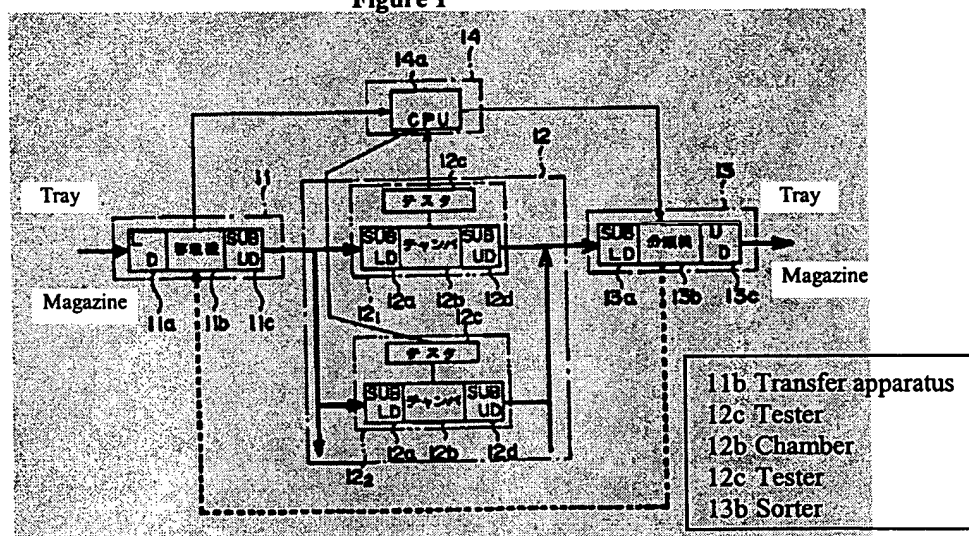 Figure 1
14
14a
CPU
12
12c
Tray
11
テスタ
13
Tray
L
D
SUB
UD
SUB
LD
チャンバ
SUB
UD
SUB
LD
U
D
Magazine
11a
11b
11c
12₁
12a
12b
12d
12c
13a
13b
13c
Magazine
テスタ
SUB
LD
チャンバ
SUB
UD
12₂
12a
12b
12d
11b Transfer apparatus
12c Tester
12b Chamber
12c Tester
13b Sorter